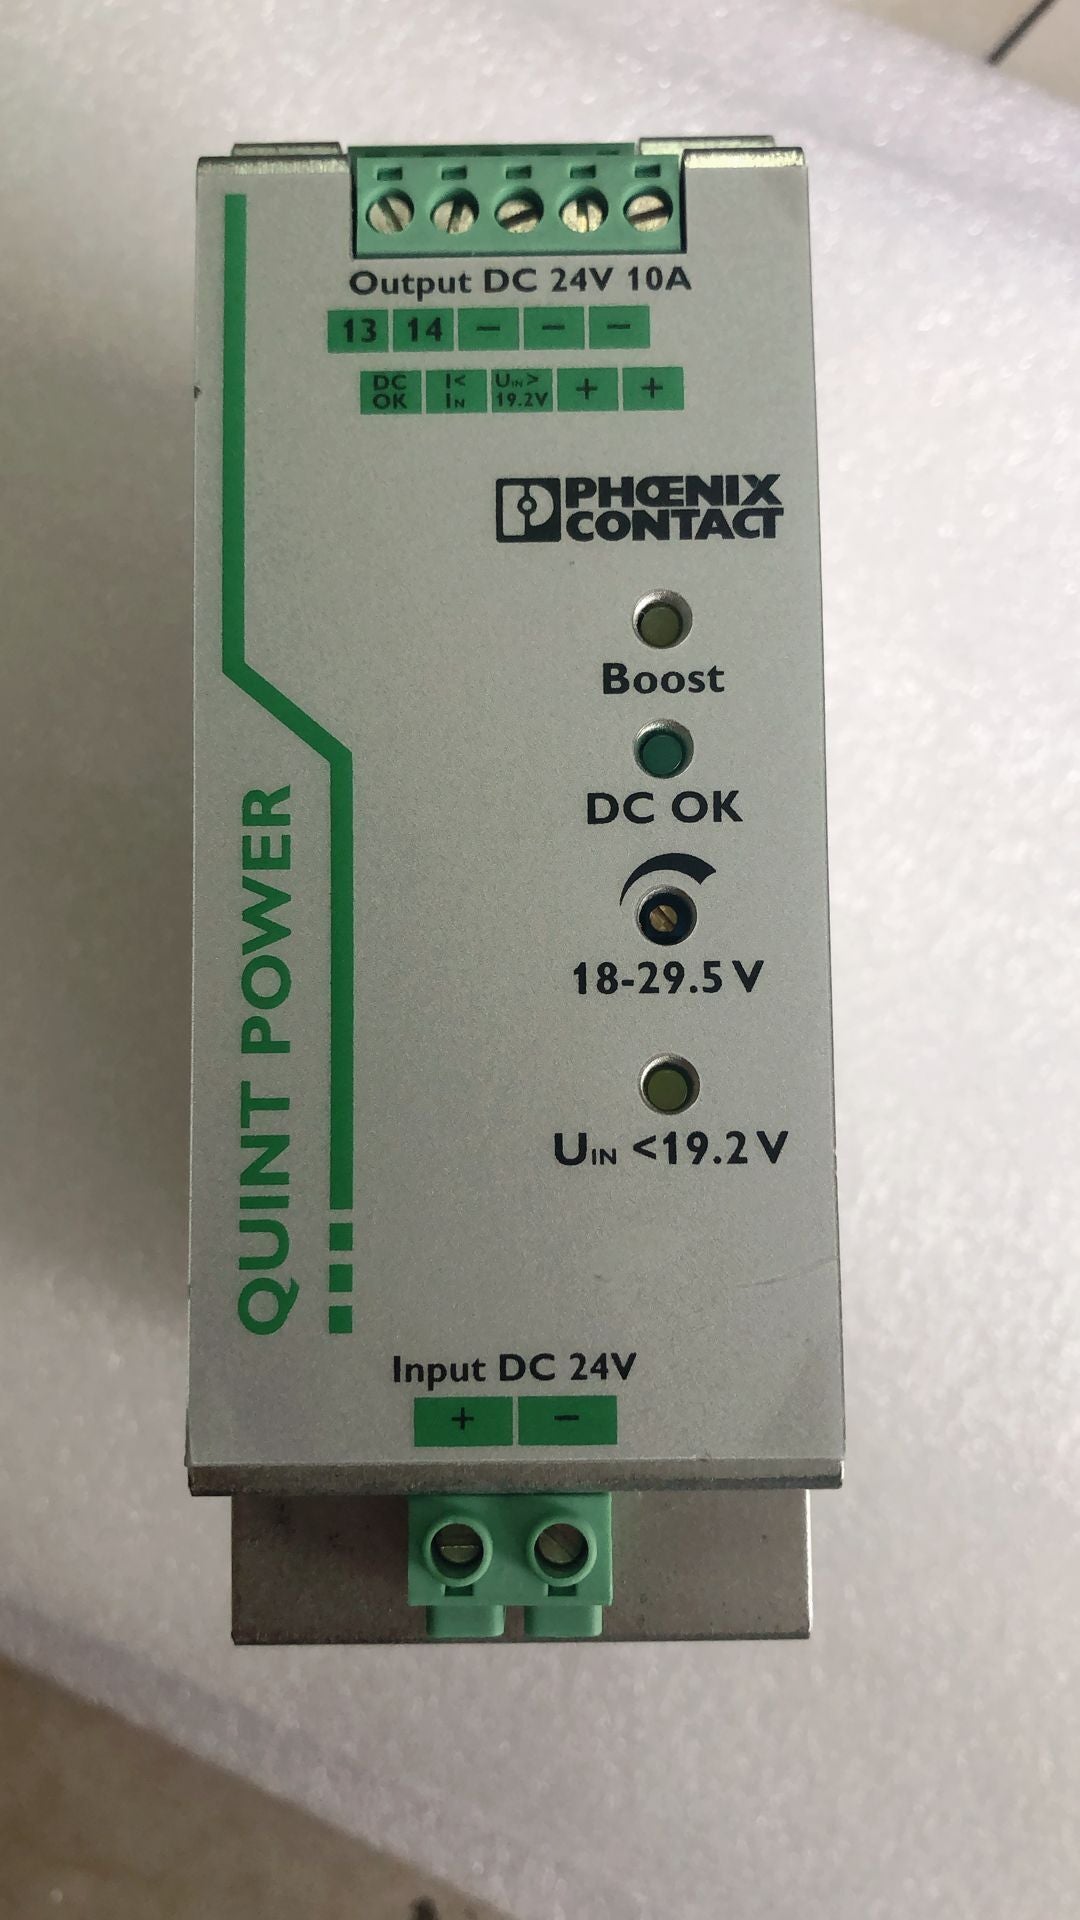 Output DC 24V 10A
13 14 − − −
DC OK I< IN UIN> 19.2V + +
PHŒNIX
CONTACT
Boost
DC OK
18-29.5 V
UIN <19.2 V
QUINT POWER
Input DC 24V
+ −